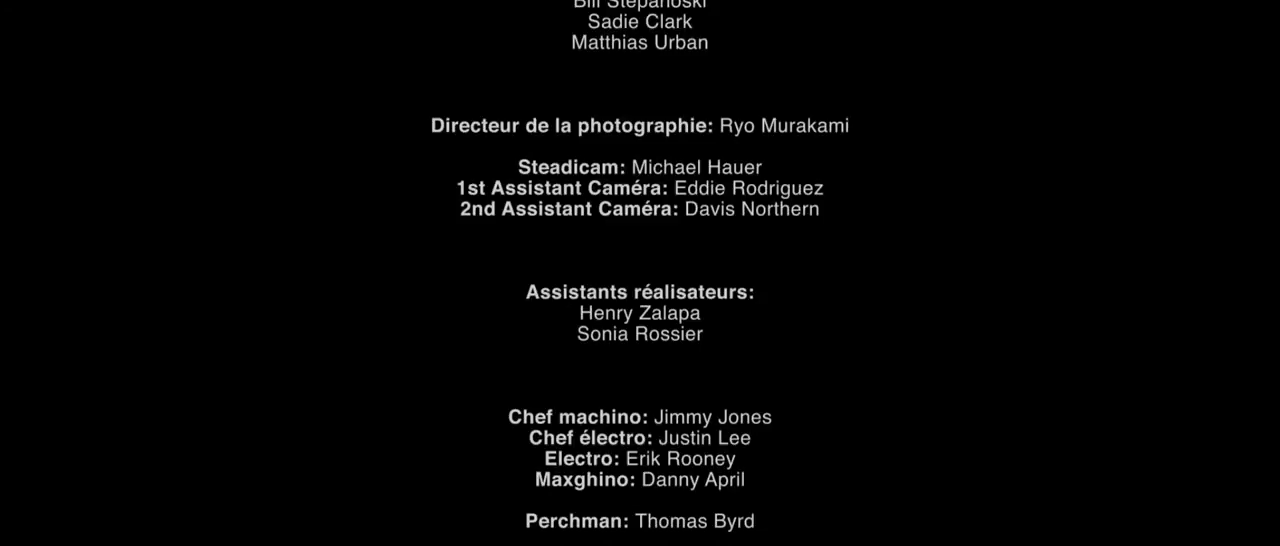 Bill Stepanoski
Sadie Clark
Matthias Urban
Directeur de la photographie: Ryo Murakami
Steadicam: Michael Hauer
1st Assistant Caméra: Eddie Rodriguez
2nd Assistant Caméra: Davis Northern
Assistants réalisateurs:
Henry Zalapa
Sonia Rossier
Chef machino: Jimmy Jones
Chef électro: Justin Lee
Electro: Erik Rooney
Maxghino: Danny April
Perchman: Thomas Byrd